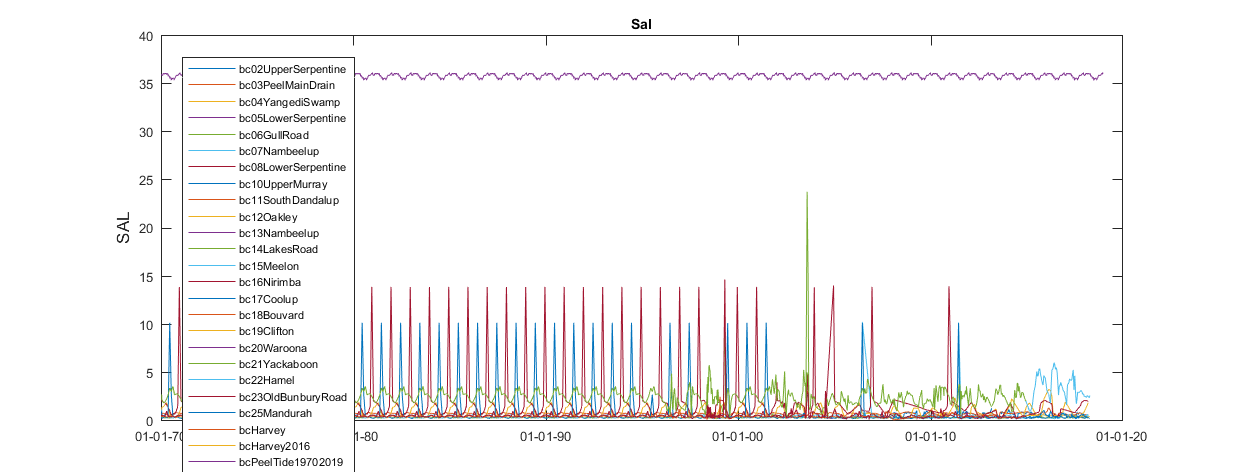 Sal
40
35
30
25
20
15
10
5
0
SAL
01-01-70
-80
01-01-90
01-01-00
01-01-10
01-01-20
bc02UpperSerpentine
bc03PeelMainDrain
bc04YangediSwamp
bc05LowerSerpentine
bc06GullRoad
bc07Nambeelup
bc08LowerSerpentine
bc10UpperMurray
bc11SouthDandalup
bc12Oakley
bc13Nambeelup
bc14LakesRoad
bc15Meelon
bc16Nirimba
bc17Coolup
bc18Bouvard
bc19Clifton
bc20Waroona
bc21Yackaboon
bc22Hamel
bc23OldBunburyRoad
bc25Mandurah
bcHarvey
bcHarvey2016
bcPeelTide19702019